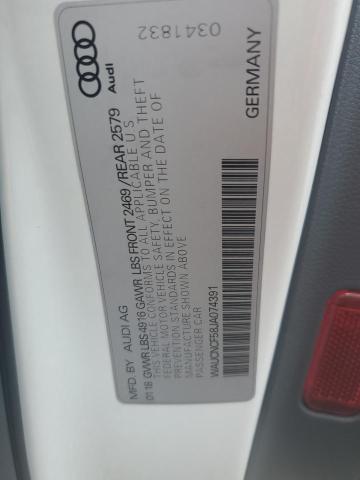 Audi
0341832
GERMANY
MFD. BY AUDI AG
01.18 GVWR LBS 4916 GAWR LBS FRONT 2469 / REAR 2579
THIS VEHICLE CONFORMS TO ALL APPLICABLE U S
FEDERAL MOTOR VEHICLE SAFETY, BUMPER AND THEFT
PREVENTION STANDARDS IN EFFECT ON THE DATE OF
MANUFACTURE SHOWN ABOVE
PASSENGER CAR
WAUCNCF58JA074391